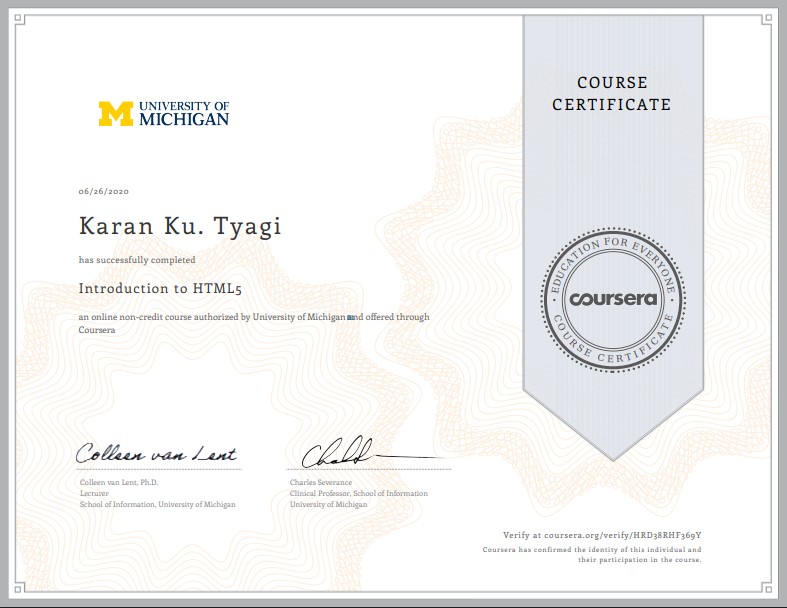 UNIVERSITY OF
MICHIGAN
COURSE
CERTIFICATE
06/26/2020
Karan Ku. Tyagi
has successfully completed
Introduction to HTML5
an online non-credit course authorized by University of Michigan and offered through
Coursera
EDUCATION FOR EVERYONE
coursera
COURSE CERTIFICATE
Colleen van Lent
Colleen van Lent, Ph.D.
Lecturer
School of Information, University of Michigan
Charles Severance
Clinical Professor, School of Information
University of Michigan
Verify at coursera.org/verify/HRD38RHF369Y
Coursera has confirmed the identity of this individual and
their participation in the course.